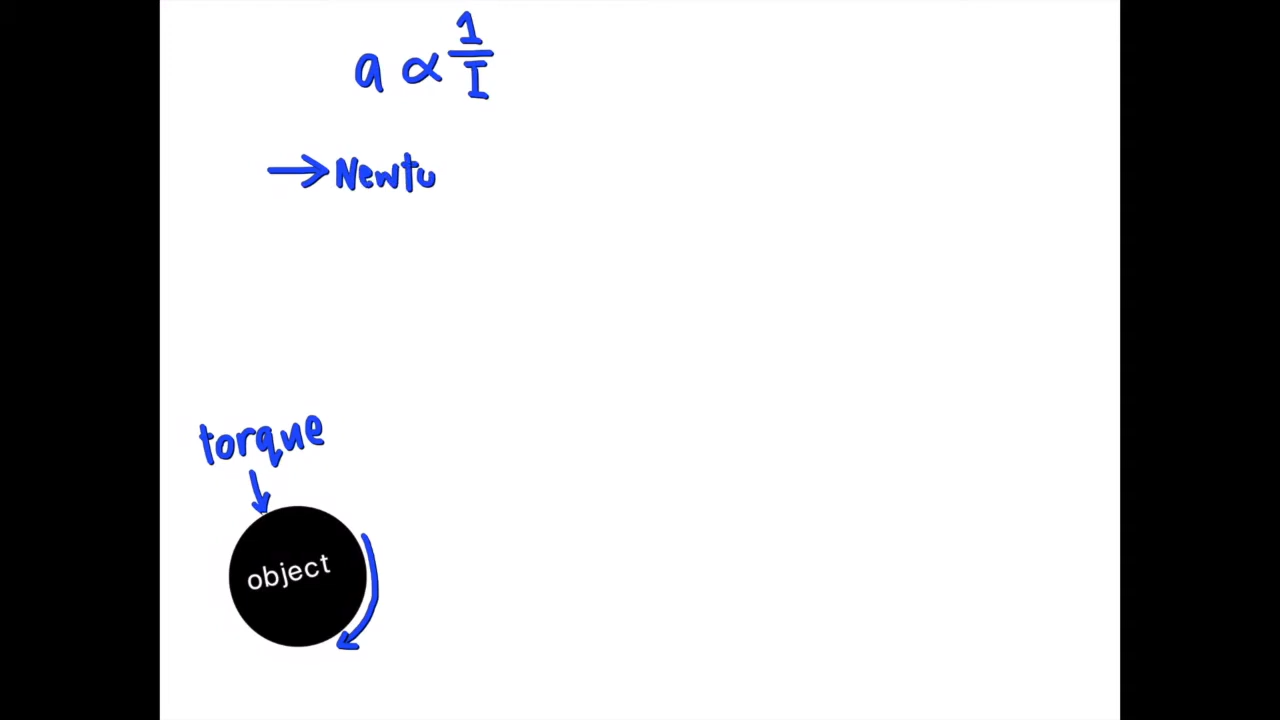 a ∝ 1/I
→ Newtu
torque
object